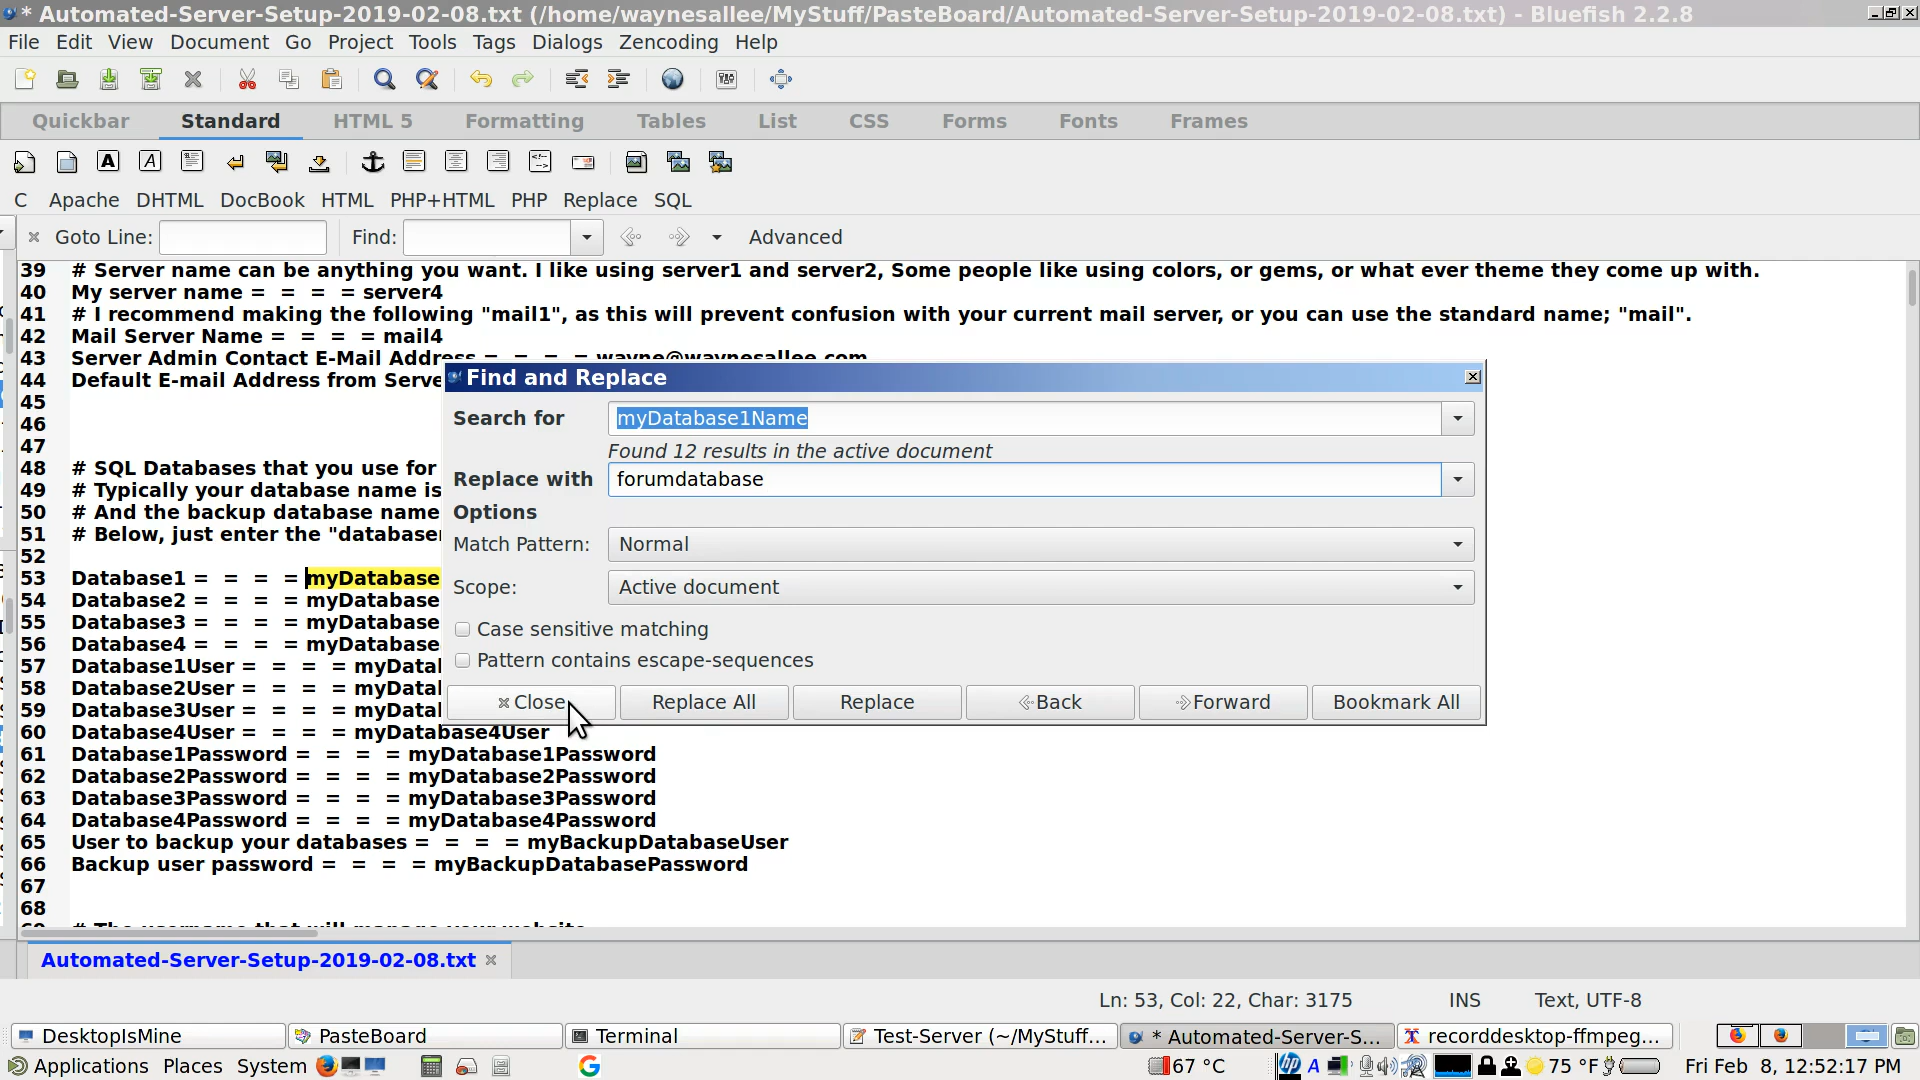 * Automated-Server-Setup-2019-02-08.txt (/home/waynesallee/MyStuff/PasteBoard/Automated-Server-Setup-2019-02-08.txt) - Bluefish 2.2.8
File Edit View Document Go Project Tools Tags Dialogs Zencoding Help
Quickbar Standard HTML 5 Formatting Tables List CSS Forms Fonts Frames
C Apache DHTML DocBook HTML PHP+HTML PHP Replace SQL
Goto Line: Find: Advanced
39 # Server name can be anything you want. I like using server1 and server2, Some people like using colors, or gems, or what ever theme they come up with.
40 My server name = = = = server4
41 # I recommend making the following "mail1", as this will prevent confusion with your current mail server, or you can use the standard name; "mail".
42 Mail Server Name = = = = mail4
43 Server Admin Contact E-Mail Address = = = = wayne@waynesallee.com
44 Default E-mail Address from Serve
45
46
47
48 # SQL Databases that you use for
49 # Typically your database name is
50 # And the backup database name
51 # Below, just enter the "database
52
53 Database1 = = = = myDatabase
54 Database2 = = = = myDatabase
55 Database3 = = = = myDatabase
56 Database4 = = = = myDatabase
57 Database1User = = = = myData
58 Database2User = = = = myData
59 Database3User = = = = myData
60 Database4User = = = = myDatabase4User
61 Database1Password = = = = myDatabase1Password
62 Database2Password = = = = myDatabase2Password
63 Database3Password = = = = myDatabase3Password
64 Database4Password = = = = myDatabase4Password
65 User to backup your databases = = = = myBackupDatabaseUser
66 Backup user password = = = = myBackupDatabasePassword
67
68
69 # The username that will manage your website
Find and Replace
Search for myDatabase1Name
Found 12 results in the active document
Replace with forumdatabase
Options
Match Pattern: Normal
Scope: Active document
Case sensitive matching
Pattern contains escape-sequences
Close Replace All Replace Back Forward Bookmark All
Automated-Server-Setup-2019-02-08.txt
Ln: 53, Col: 22, Char: 3175 INS Text, UTF-8
DesktopIsMine PasteBoard Terminal Test-Server (~/MyStuff... * Automated-Server-S... recorddesktop-ffmpeg...
Applications Places System 67 °C A 75 °F Fri Feb 8, 12:52:17 PM